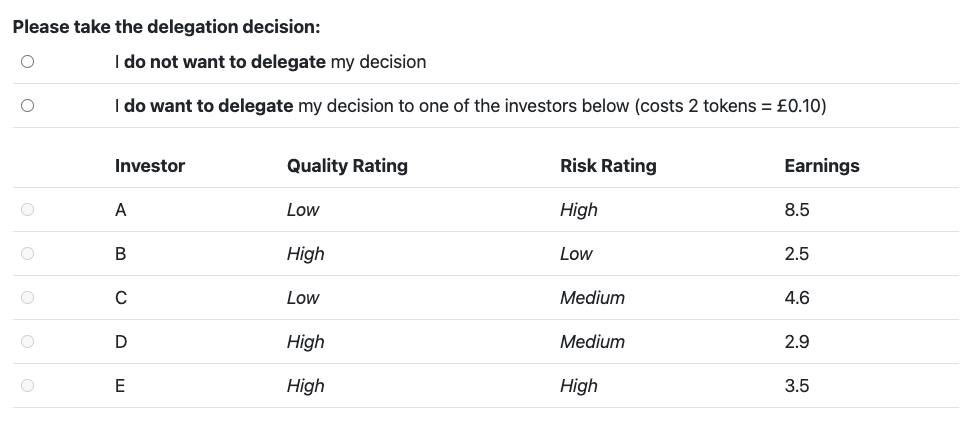 Please take the delegation decision:
I do not want to delegate my decision
I do want to delegate my decision to one of the investors below (costs 2 tokens = £0.10)
Investor Quality Rating Risk Rating Earnings
A Low High 8.5
B High Low 2.5
C Low Medium 4.6
D High Medium 2.9
E High High 3.5